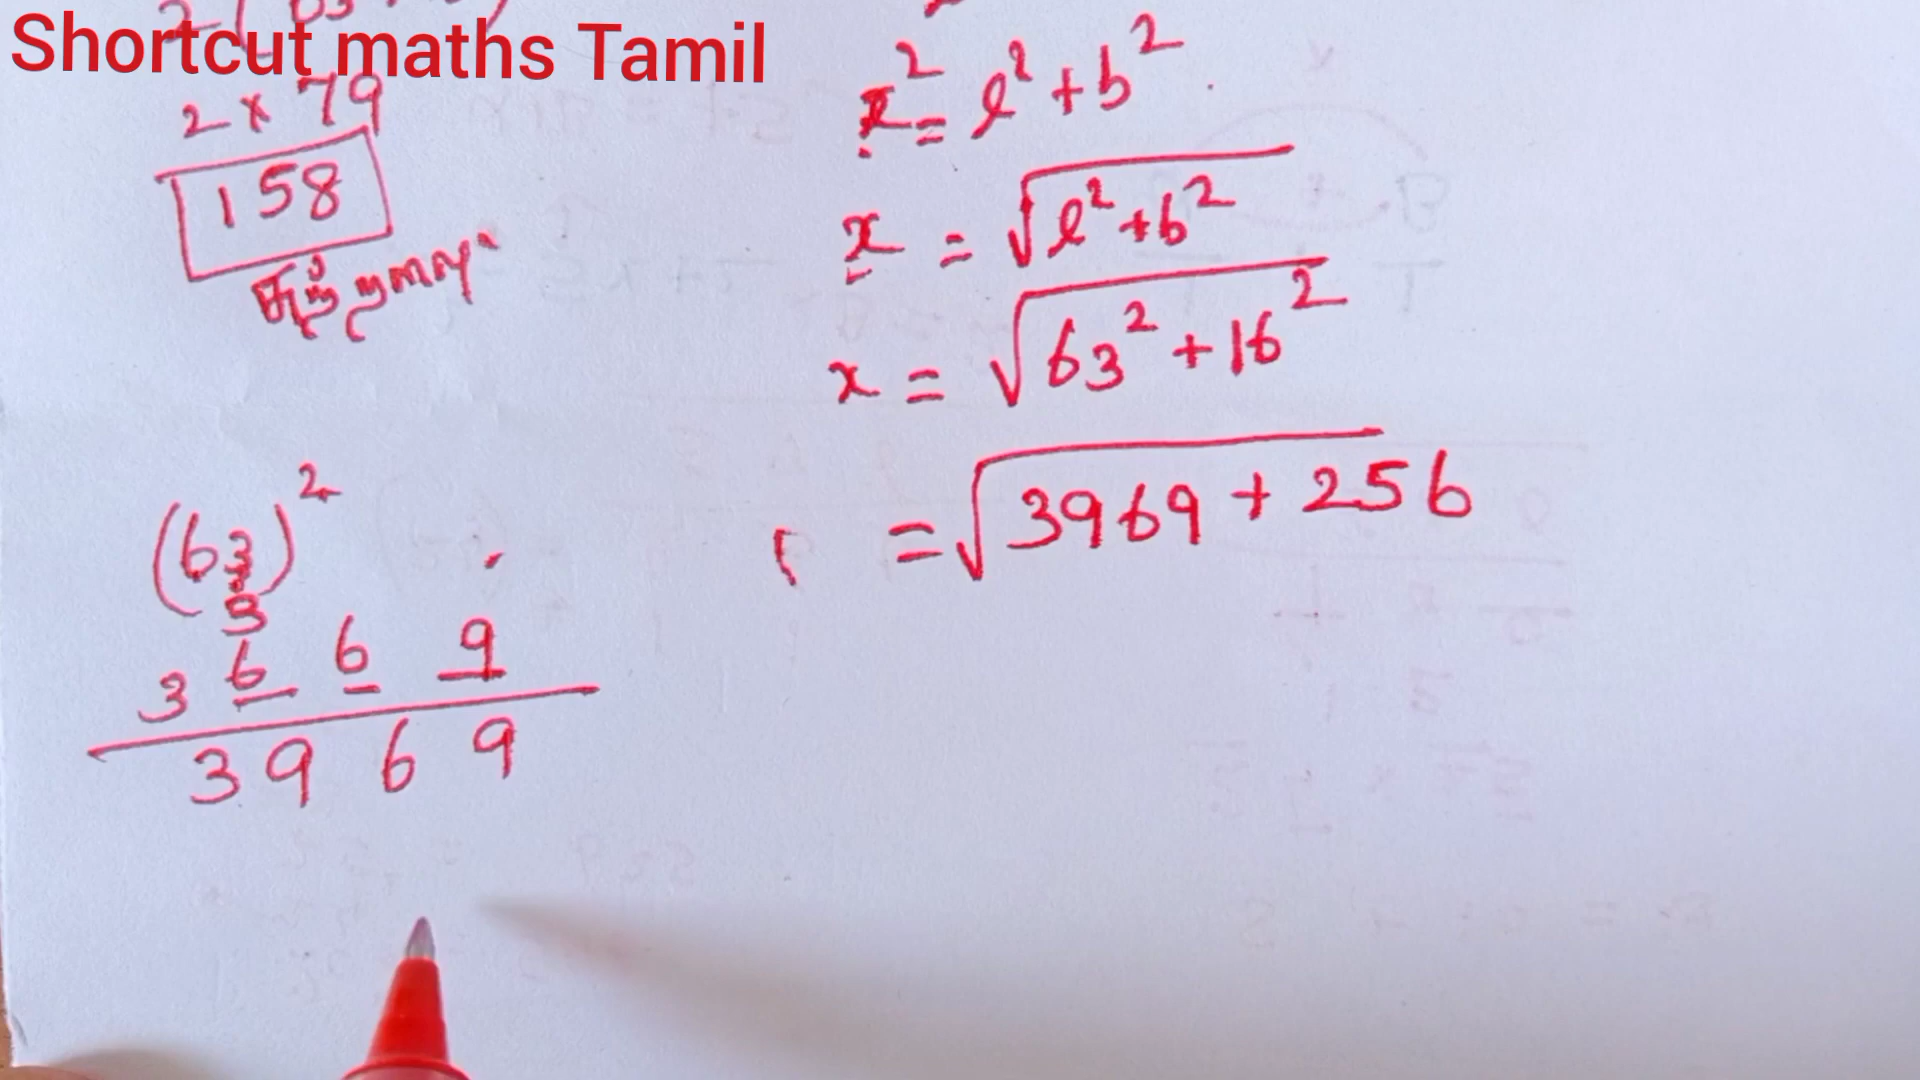 Shortcut maths Tamil
2 x 79
158
(63)²
3
3 6 6 9
3 9 6 9
x² = l² + b²
x = √l² + b²
x = √63² + 16²
= √3969 + 256